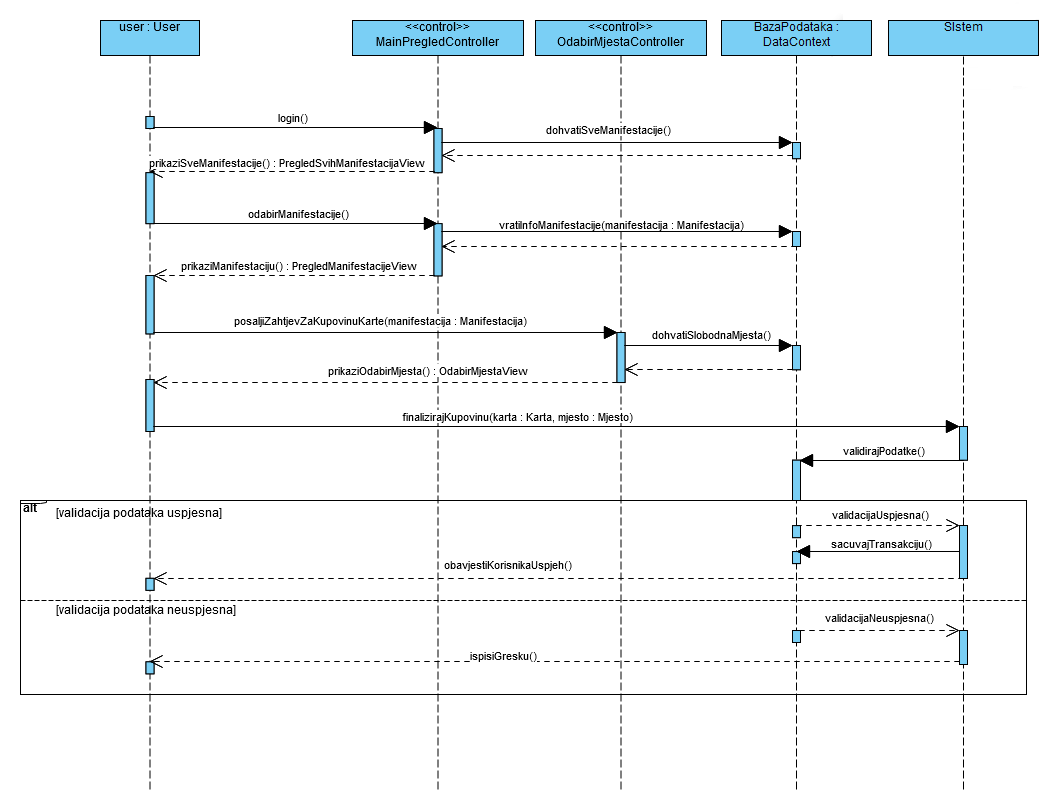 user : User
<<control>>
MainPregledController
<<control>>
OdabirMjestaController
BazaPodataka :
DataContext
SIstem
login()
dohvatiSveManifestacije()
prikaziSveManifestacije() : PregledSvihManifestacijaView
odabirManifestacije()
vratiInfoManifestacije(manifestacija : Manifestacija)
prikaziManifestaciju() : PregledManifestacijeView
posaljiZahtjevZaKupovinuKarte(manifestacija : Manifestacija)
dohvatiSlobodnaMjesta()
prikaziOdabirMjesta() : OdabirMjestaView
finalizirajKupovinu(karta : Karta, mjesto : Mjesto)
validirajPodatke()
alt
[validacija podataka uspjesna]
validacijaUspjesna()
sacuvajTransakciju()
obavjestiKorisnikaUspjeh()
[validacija podataka neuspjesna]
validacijaNeuspjesna()
ispisiGresku()